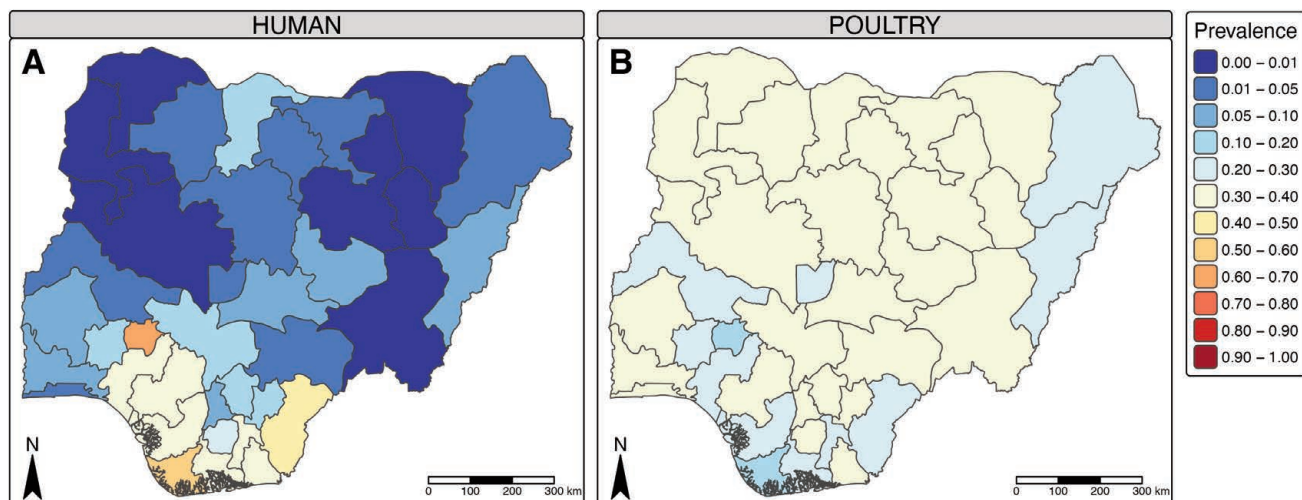 HUMAN
POULTRY
A
B
Prevalence
0.00 – 0.01
0.01 – 0.05
0.05 – 0.10
0.10 – 0.20
0.20 – 0.30
0.30 – 0.40
0.40 – 0.50
0.50 – 0.60
0.60 – 0.70
0.70 – 0.80
0.80 – 0.90
0.90 – 1.00
N
0 100 200 300 km
N
0 100 200 300 km